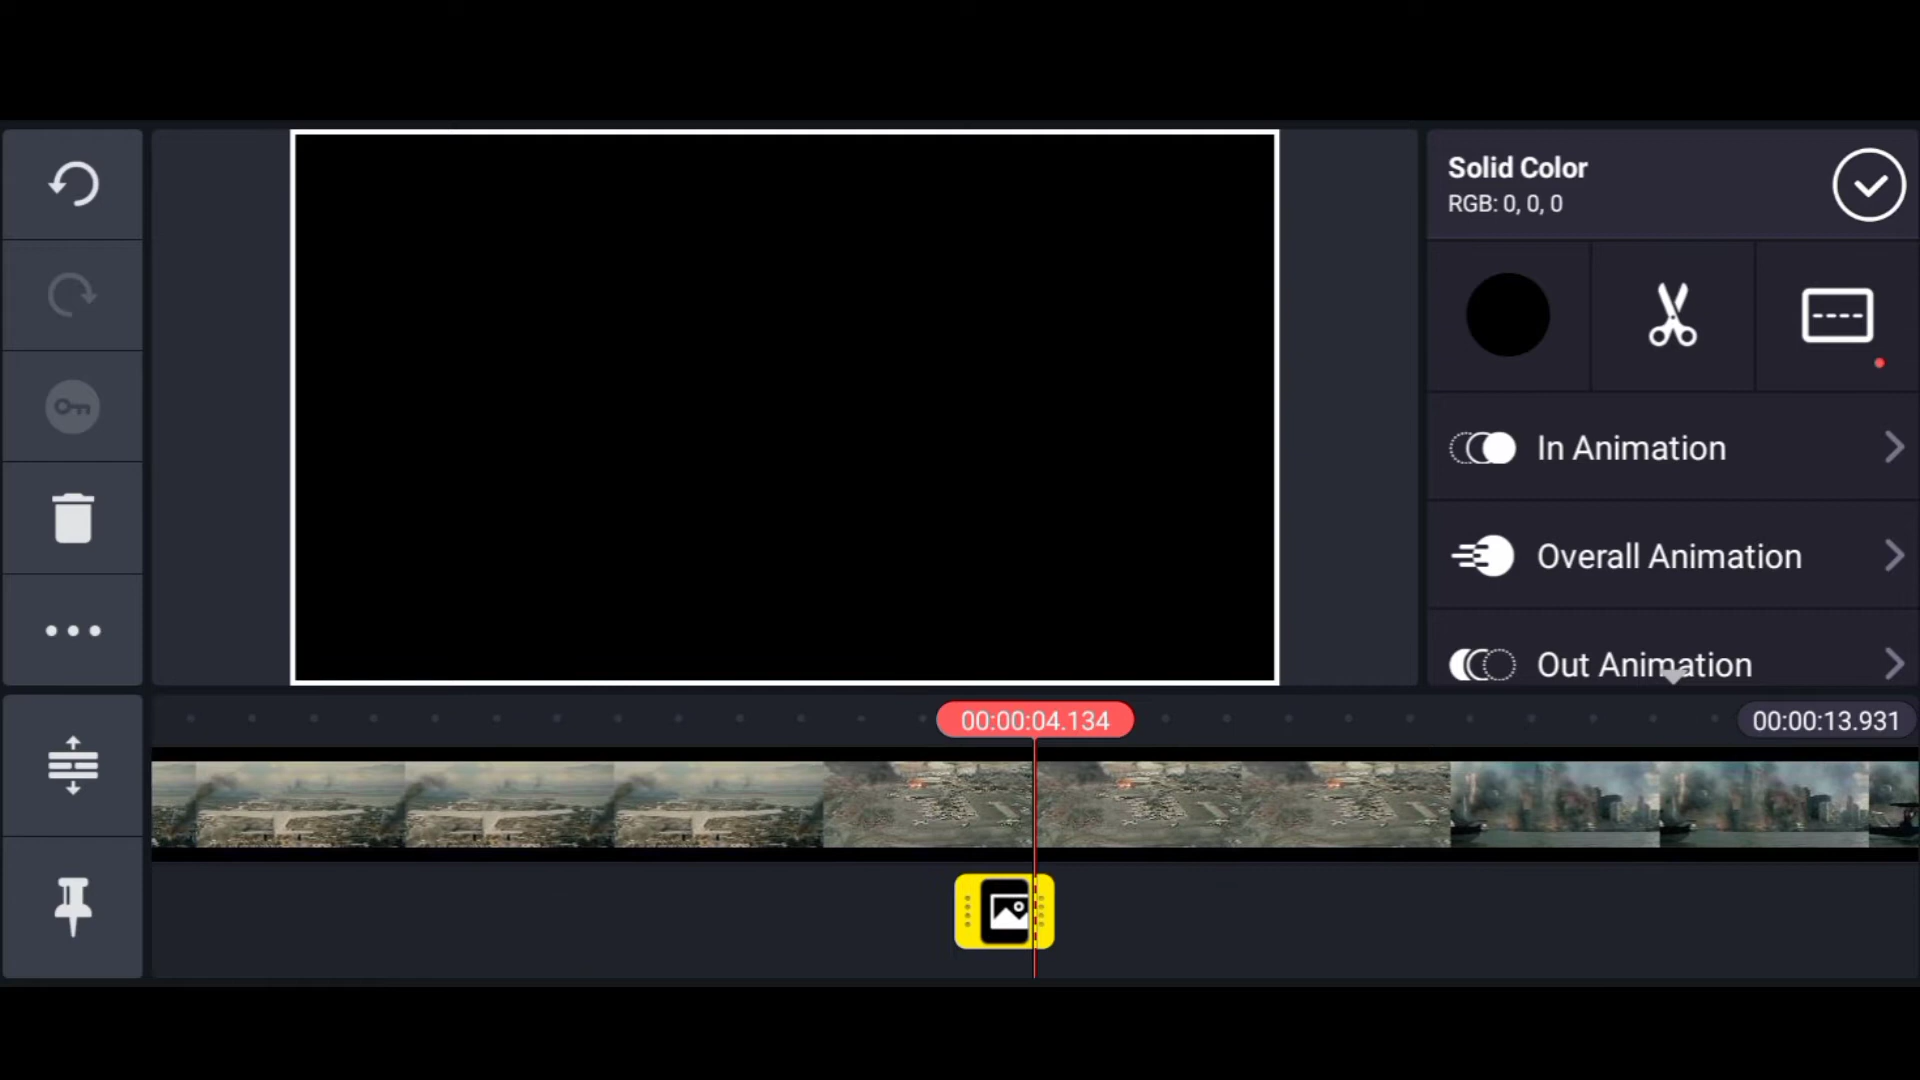 Solid Color
RGB: 0, 0, 0
In Animation
Overall Animation
Out Animation
00:00:04.134
00:00:13.931